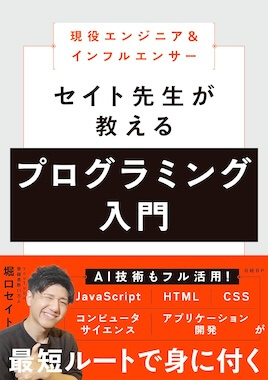 現役エンジニア&
インフルエンサー
セイト先生が
教える
プログラミング
入門
日経BP
AI技術もフル活用!
JavaScript HTML CSS
コンピュータ
サイエンス
アプリケーション
開発
が
堀口セイト
最短ルートで身に付く